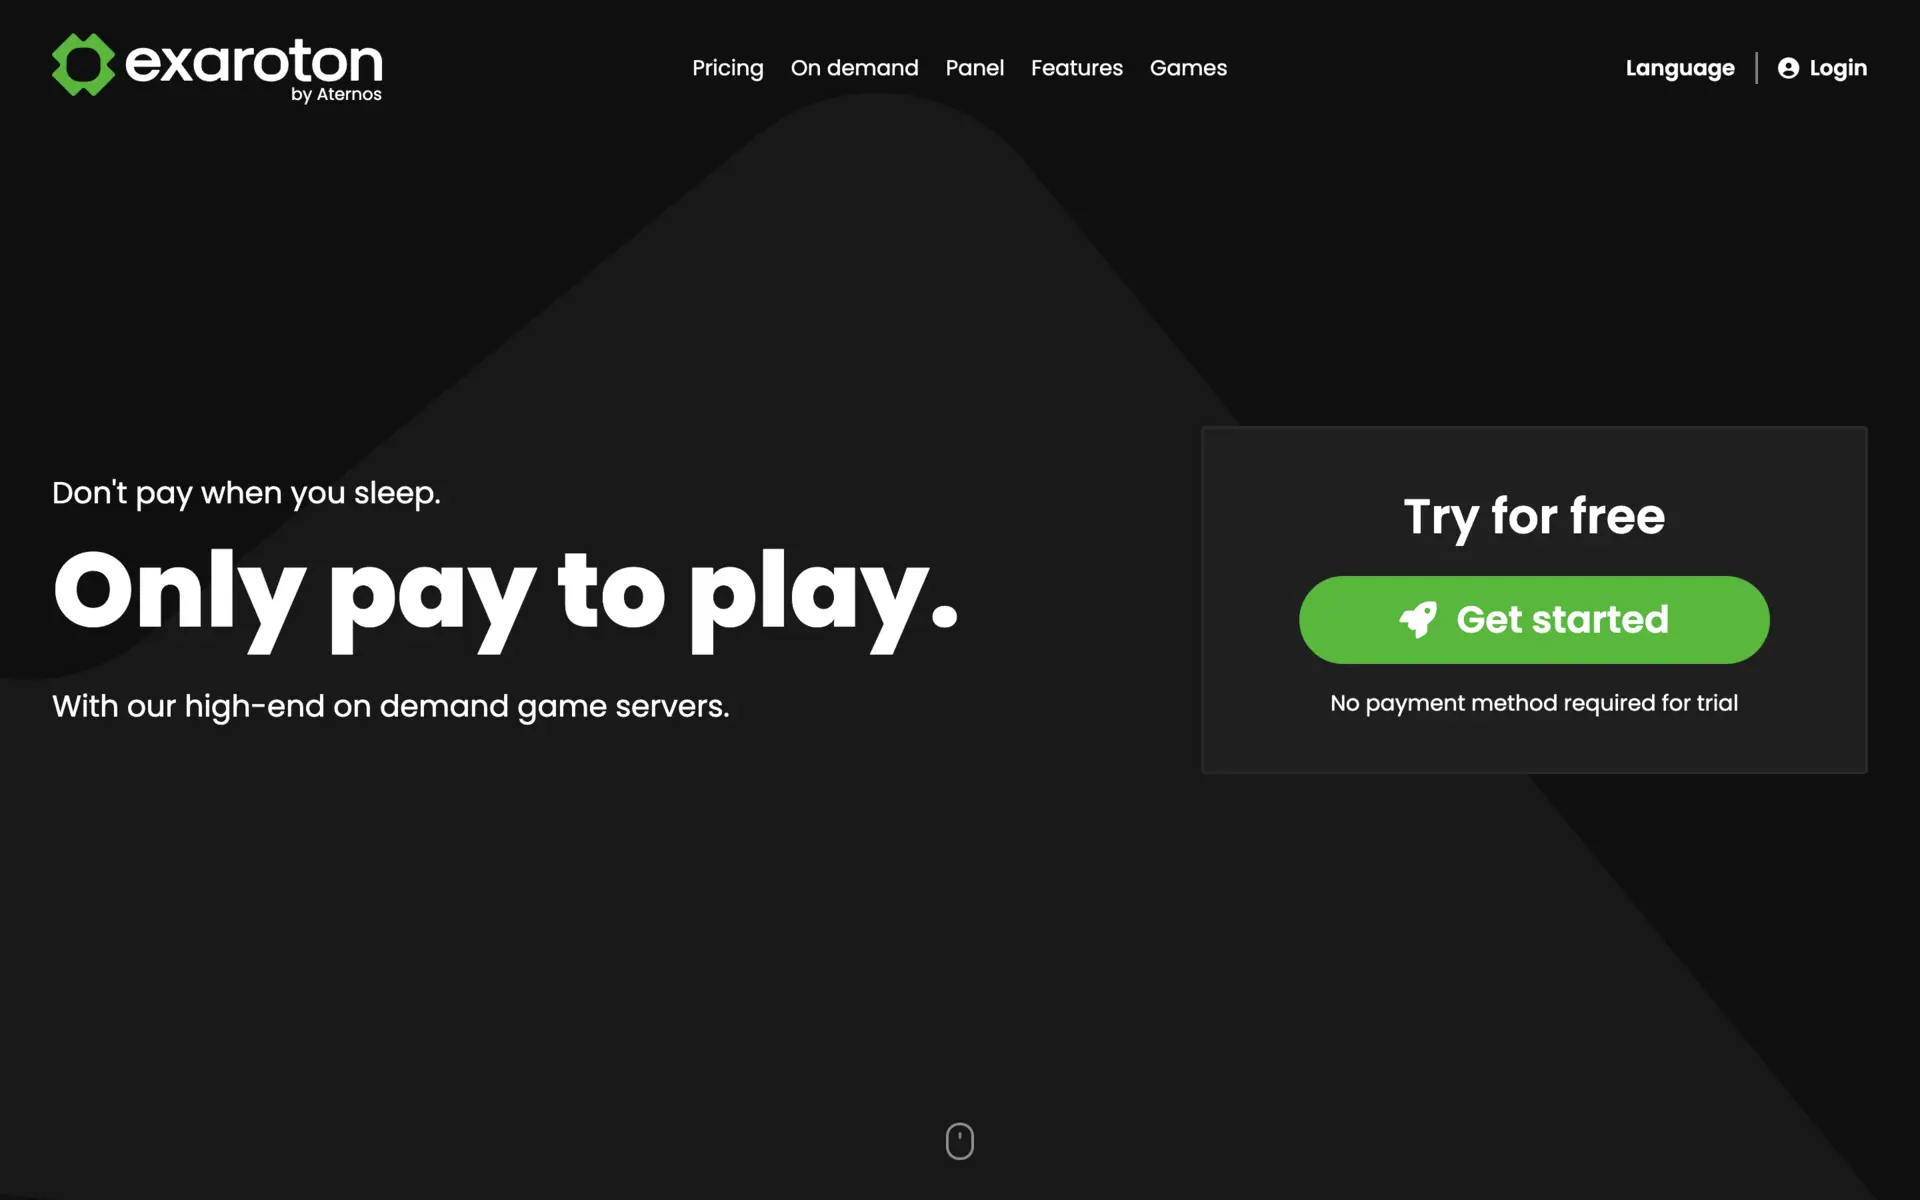 exaroton
by Aternos
Pricing
On demand
Panel
Features
Games
Language
Login
Don't pay when you sleep.
Only pay to play.
With our high-end on demand game servers.
Try for free
Get started
No payment method required for trial